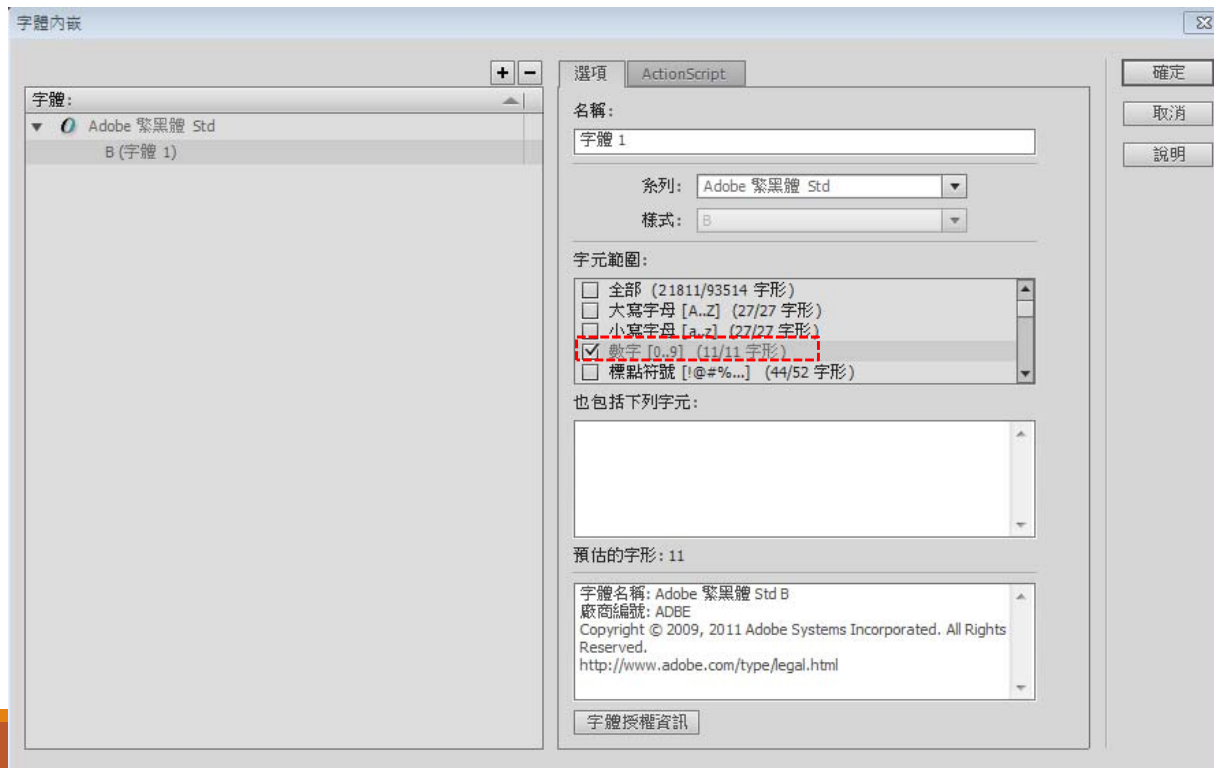 字體內嵌
+ −
字體:
Adobe 繁黑體 Std
B (字體 1)
選項 ActionScript
名稱:
字體 1
系列: Adobe 繁黑體 Std
樣式: B
字元範圍:
全部 (21811/93514 字形)
大寫字母 [A..Z] (27/27 字形)
小寫字母 [a..z] (27/27 字形)
數字 [0..9] (11/11 字形)
標點符號 [!@#%...] (44/52 字形)
也包括下列字元:
預估的字形: 11
字體名稱: Adobe 繁黑體 Std B
廠商編號: ADBE
Copyright © 2009, 2011 Adobe Systems Incorporated. All Rights
Reserved.
http://www.adobe.com/type/legal.html
字體授權資訊
確定
取消
說明